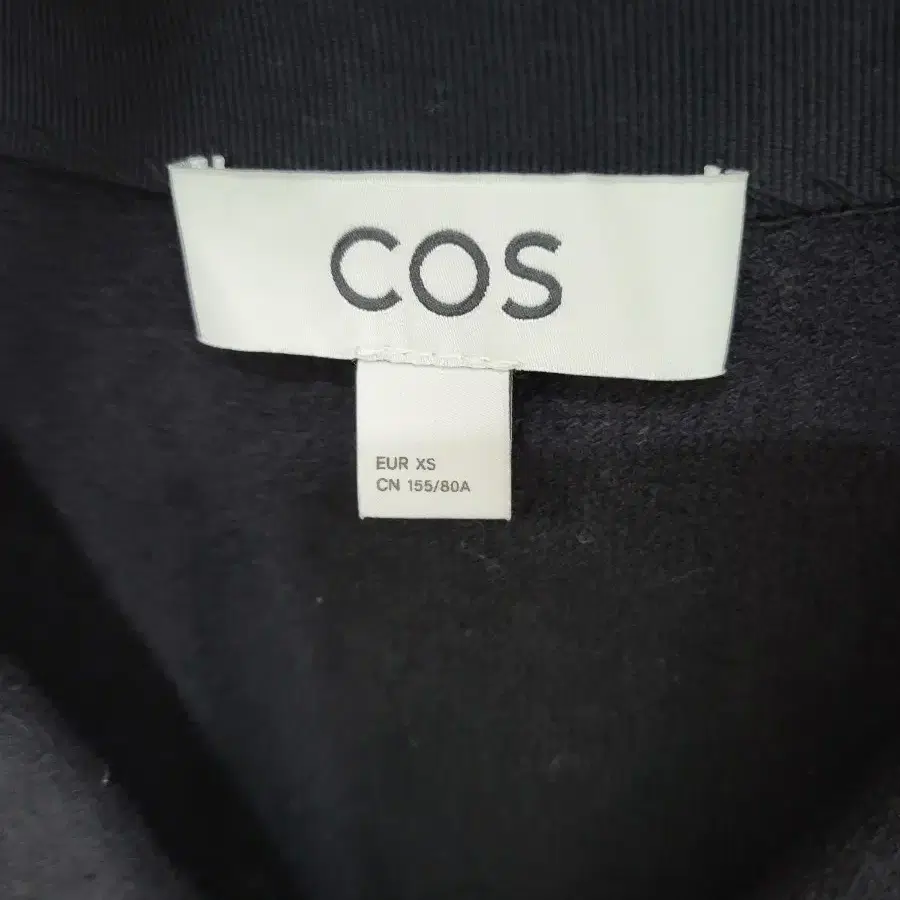 COS
EUR XS
CN 155/80A